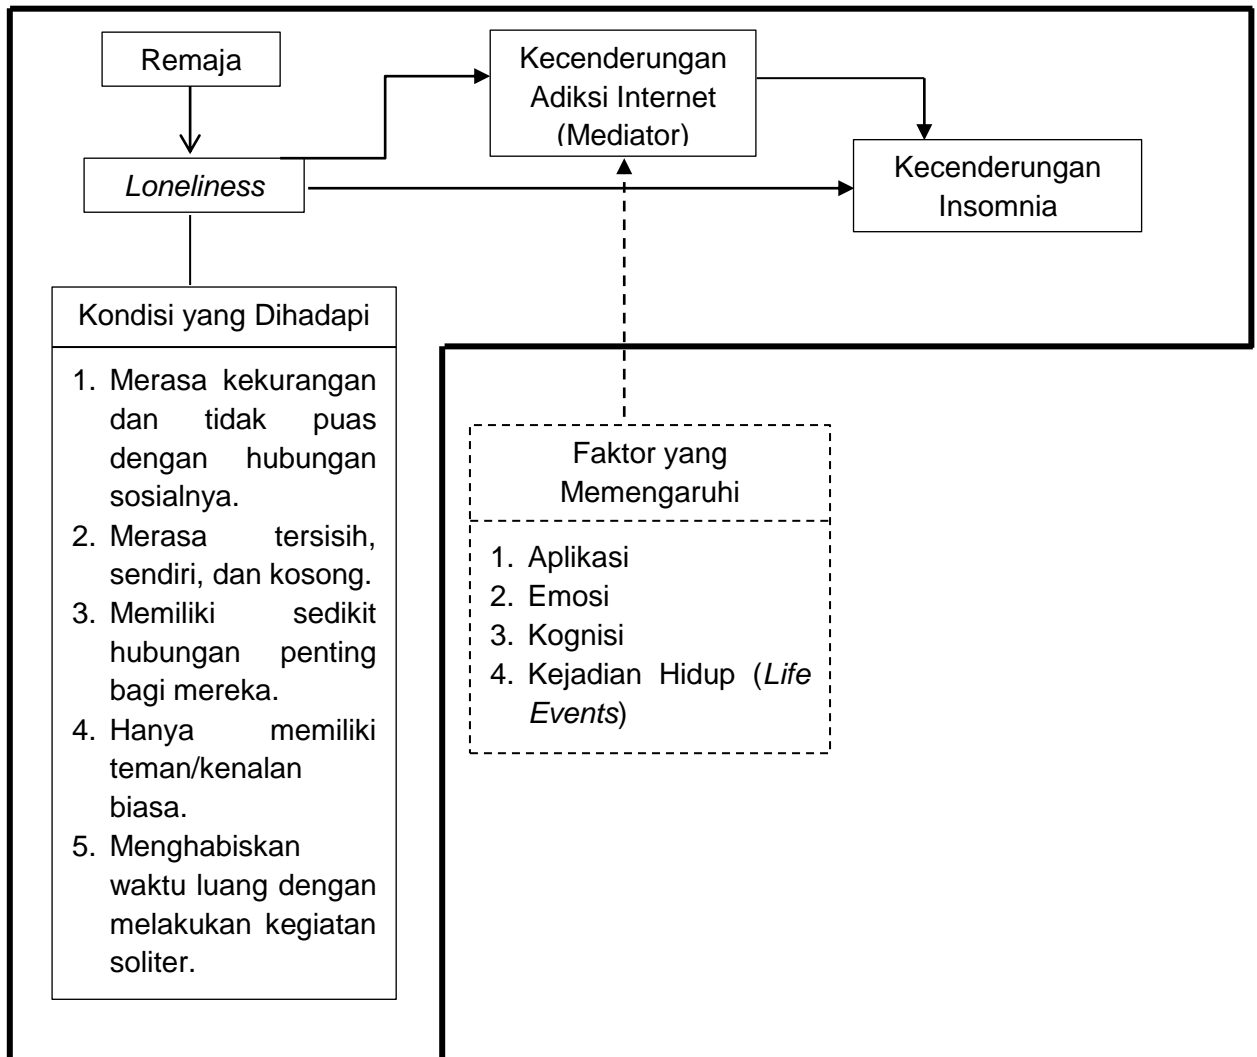 Remaja
Kecenderungan
Adiksi Internet
(Mediator)
Loneliness
Kecenderungan
Insomnia
Kondisi yang Dihadapi
1. Merasa kekurangan
dan tidak puas
dengan hubungan
sosialnya.
2. Merasa tersisih,
sendiri, dan kosong.
3. Memiliki sedikit
hubungan penting
bagi mereka.
4. Hanya memiliki
teman/kenalan
biasa.
5. Menghabiskan
waktu luang dengan
melakukan kegiatan
soliter.
Faktor yang
Memengaruhi
1. Aplikasi
2. Emosi
3. Kognisi
4. Kejadian Hidup (Life
Events)